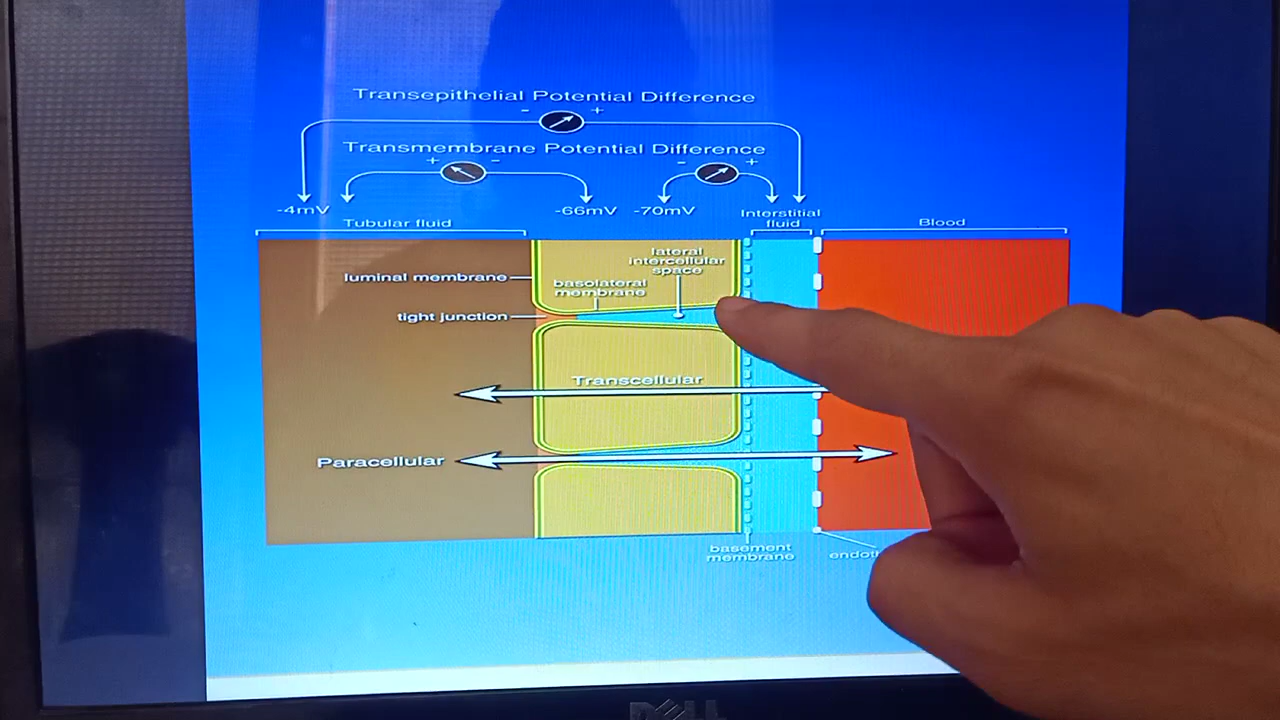 Transepithelial Potential Difference
- +
Transmembrane Potential Difference
+ - - +
-4mV -66mV -70mV Interstitial
fluid
Tubular fluid
Blood
luminal membrane
lateral
intercellular
space
basolateral
membrane
tight junction
Transcellular
Paracellular
basement
membrane
DELL